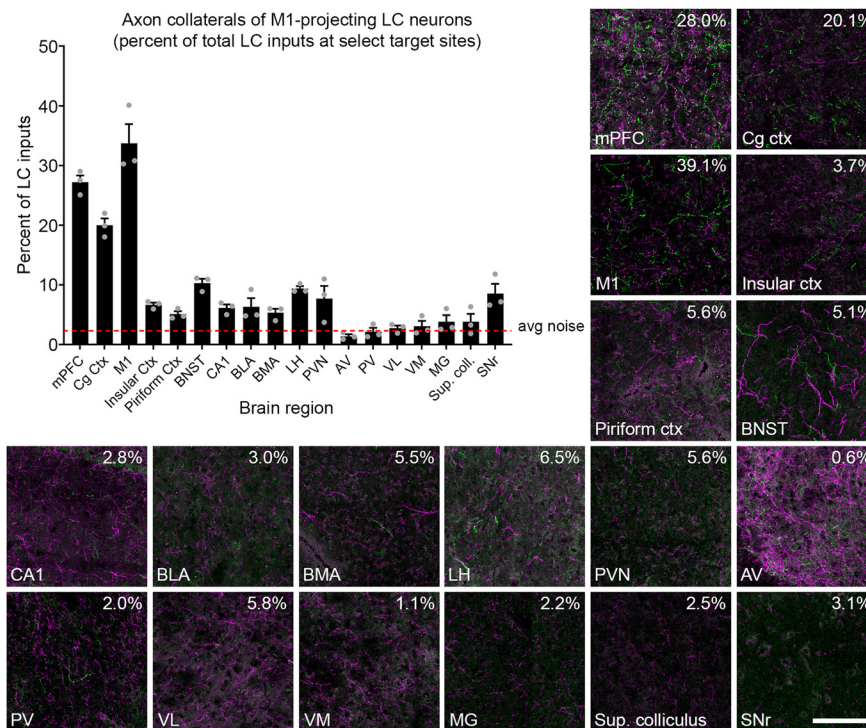 Axon collaterals of M1-projecting LC neurons
(percent of total LC inputs at select target sites)
Percent of LC inputs
50
40
30
20
10
0
avg noise
mPFC
Cg Ctx
M1
Insular Ctx
Piriform Ctx
BNST
CA1
BLA
BMA
LH
PVN
AV
PV
VL
VM
MG
Sup. coll.
SNr
Brain region
28.0%
mPFC
20.1%
Cg ctx
39.1%
M1
3.7%
Insular ctx
5.6%
Piriform ctx
5.1%
BNST
2.8%
CA1
3.0%
BLA
5.5%
BMA
6.5%
LH
5.6%
PVN
0.6%
AV
2.0%
PV
5.8%
VL
1.1%
VM
2.2%
MG
2.5%
Sup. colliculus
3.1%
SNr